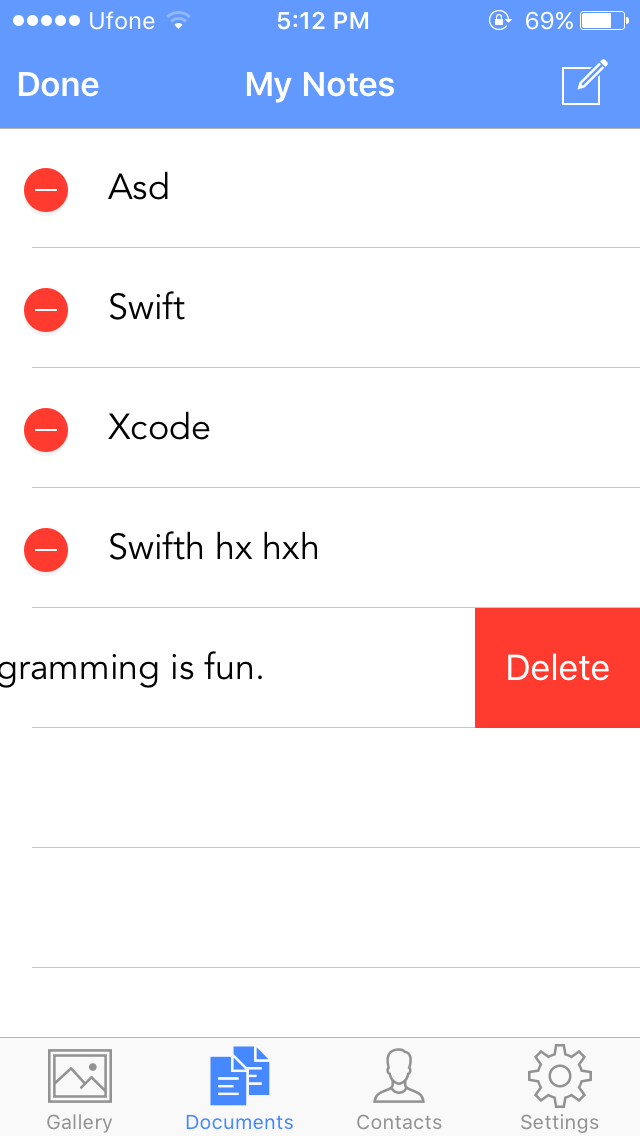 Ufone 5:12 PM 69%
Done My Notes
Asd
Swift
Xcode
Swifth hx hxh
gramming is fun. Delete
Gallery Documents Contacts Settings